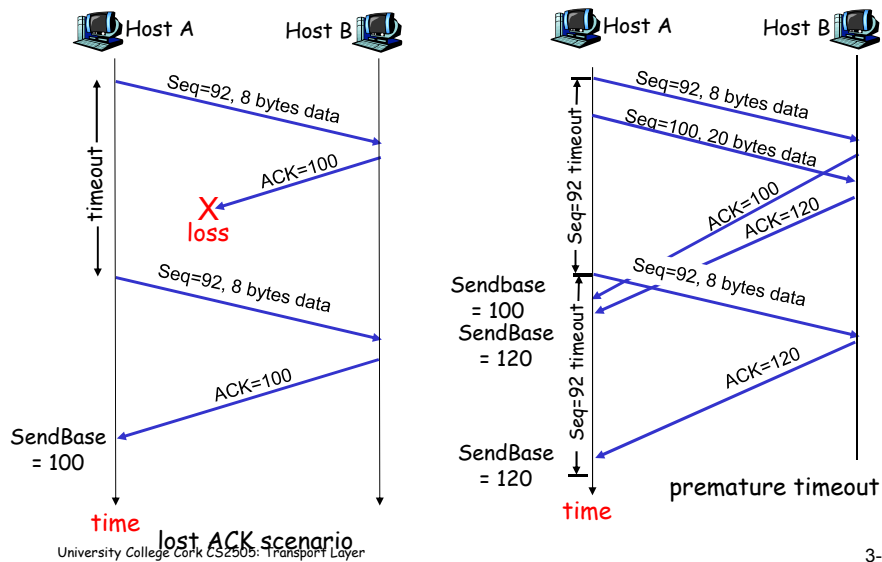 Host A
Host B
Seq=92, 8 bytes data
timeout
ACK=100
X
loss
Seq=92, 8 bytes data
ACK=100
SendBase
= 100
time
lost ACK scenario
Host A
Host B
Seq=92, 8 bytes data
Seq=100, 20 bytes data
Seq=92 timeout
ACK=100
ACK=120
Seq=92, 8 bytes data
Sendbase
= 100
SendBase
= 120
Seq=92 timeout
ACK=120
SendBase
= 120
premature timeout
time
University College Cork CS2505: Transport Layer
3-